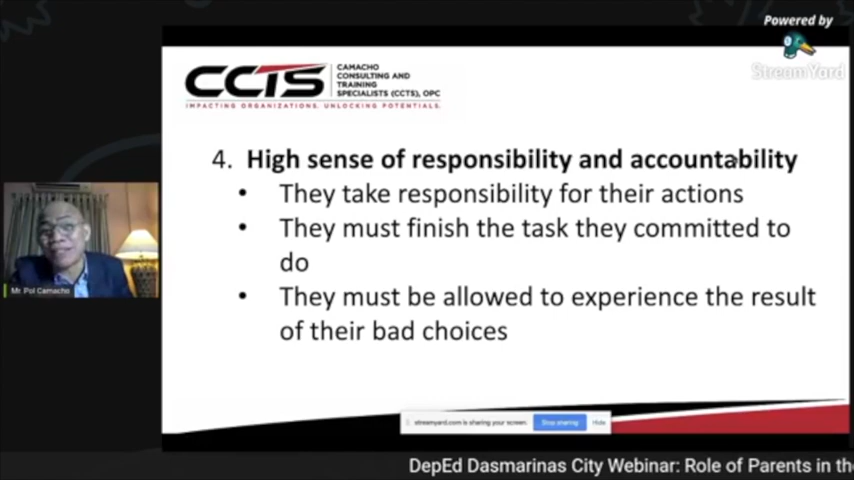 Powered by
StreamYard
CCTS
CAMACHO
CONSULTING AND
TRAINING
SPECIALISTS (CCTS), OPC
IMPACTING ORGANIZATIONS. UNLOCKING POTENTIALS.
4. High sense of responsibility and accountability
• They take responsibility for their actions
• They must finish the task they committed to
do
• They must be allowed to experience the result
of their bad choices
Mr. Pol Camacho
streamyard.com is sharing your screen.
Stop sharing
Hide
DepEd Dasmarinas City Webinar: Role of Parents in the